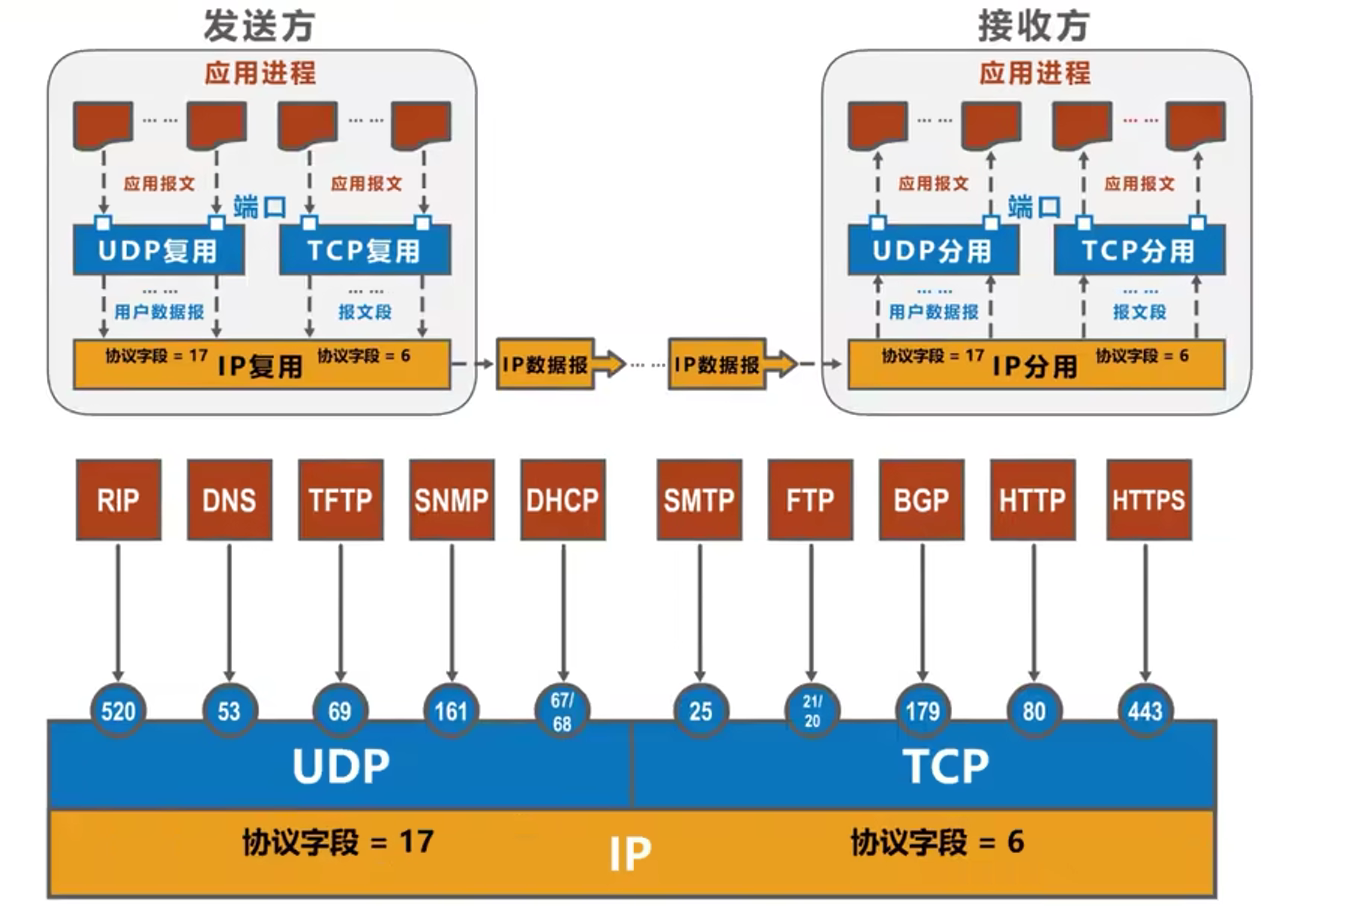 发送方
接收方
应用进程
应用进程
... ...
... ...
... ...
... ...
应用报文
应用报文
应用报文
应用报文
端口
端口
UDP复用
TCP复用
UDP分用
TCP分用
... ...
... ...
... ...
... ...
用户数据报
报文段
用户数据报
报文段
协议字段 = 17
IP复用
协议字段 = 6
IP数据报
... ...
IP数据报
协议字段 = 17
IP分用
协议字段 = 6
RIP
DNS
TFTP
SNMP
DHCP
SMTP
FTP
BGP
HTTP
HTTPS
520
53
69
161
67/
68
25
21/
20
179
80
443
UDP
TCP
协议字段 = 17
IP
协议字段 = 6